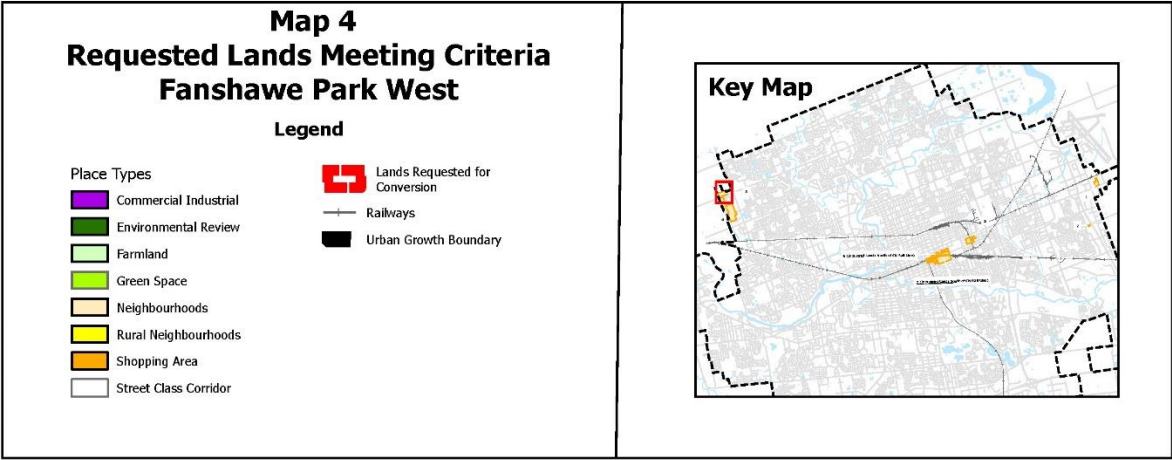 Map 4
Requested Lands Meeting Criteria
Fanshawe Park West
Legend
Place Types
Commercial Industrial
Environmental Review
Farmland
Green Space
Neighbourhoods
Rural Neighbourhoods
Shopping Area
Street Class Corridor
Lands Requested for
Conversion
Railways
Urban Growth Boundary
Key Map